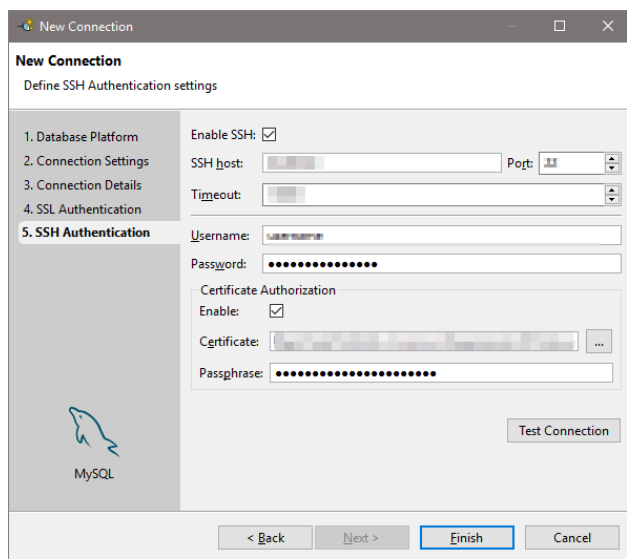 New Connection
New Connection
Define SSH Authentication settings
1. Database Platform
2. Connection Settings
3. Connection Details
4. SSL Authentication
5. SSH Authentication
Enable SSH:
SSH host:
Port:
Timeout:
Username:
Password: ●●●●●●●●●●●●●●●
Certificate Authorization
Enable:
Certificate:
...
Passphrase: ●●●●●●●●●●●●●●●●●●●●●●●
Test Connection
MySQL
< Back
Next >
Finish
Cancel